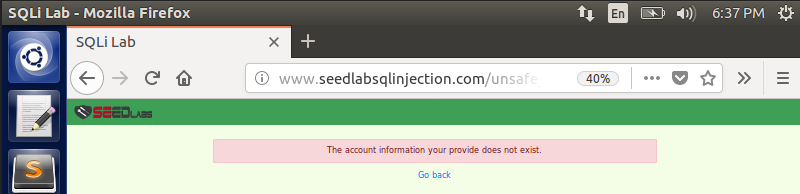 SQLi Lab - Mozilla Firefox
En
6:37 PM
SQLi Lab
www.seedlabsqlinjection.com/unsafe_
40%
SEEDLABS
The account information your provide does not exist.
Go back